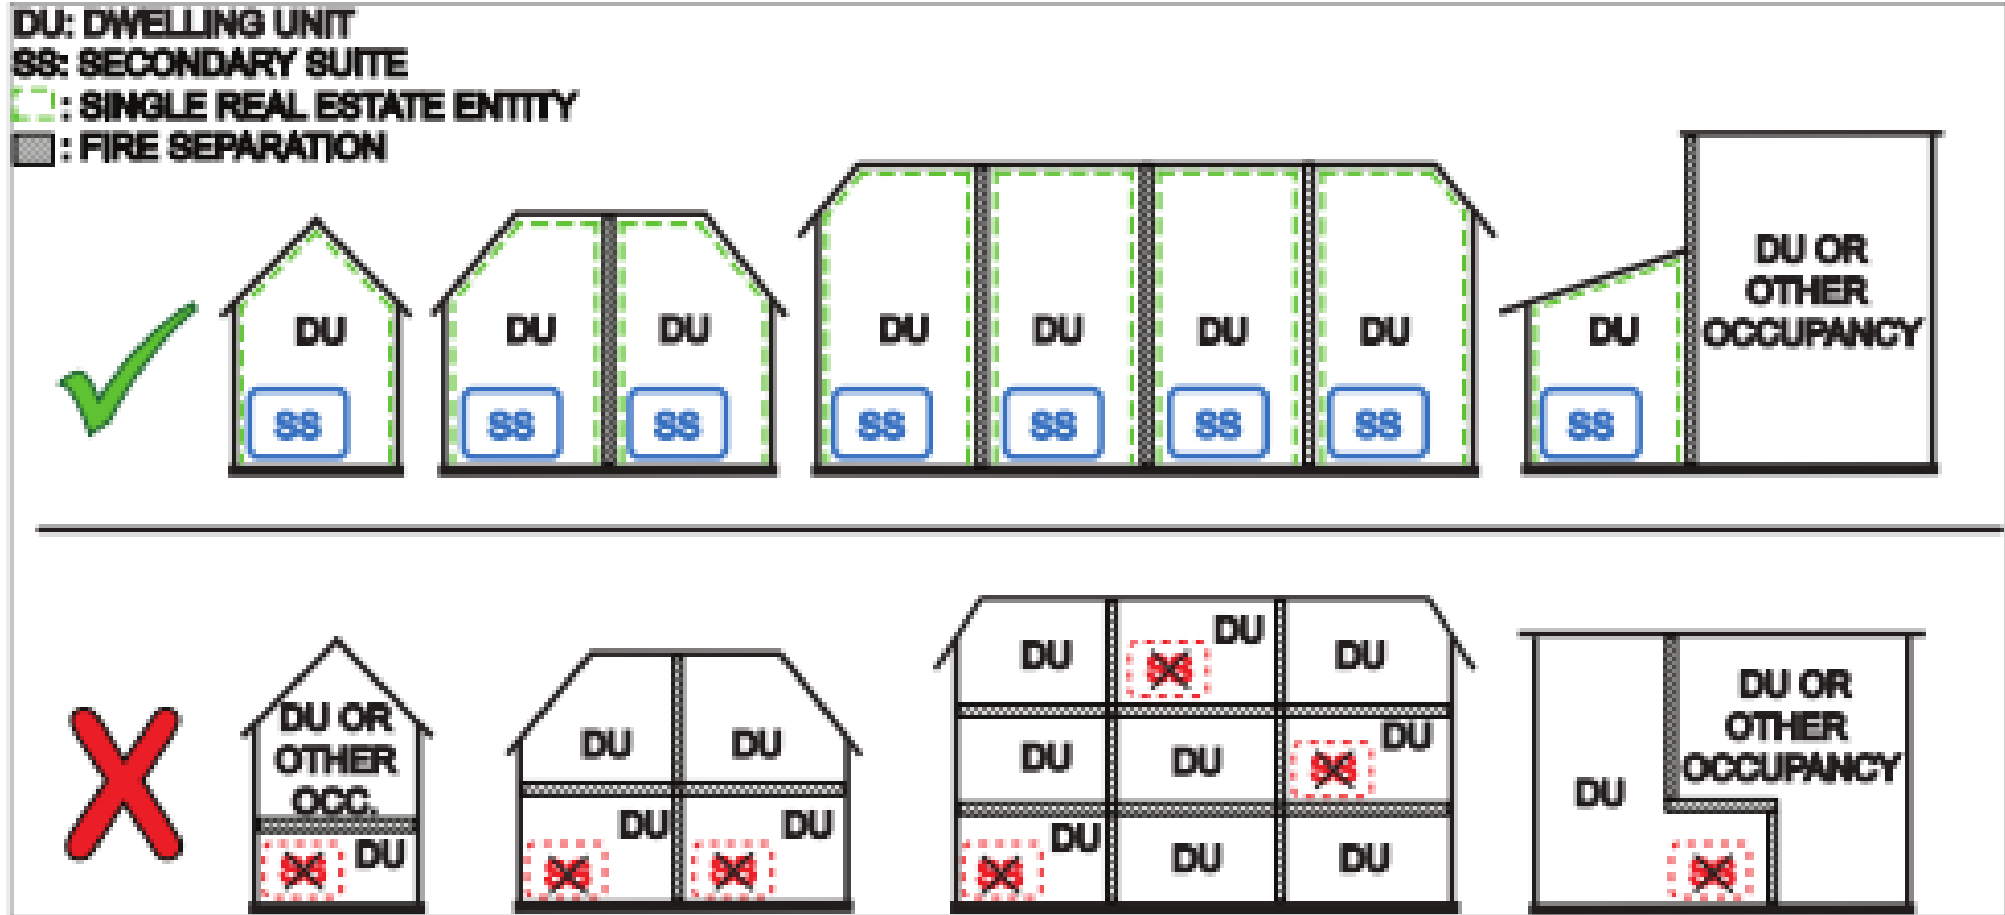 DU: DWELLING UNIT
SS: SECONDARY SUITE
: SINGLE REAL ESTATE ENTITY
: FIRE SEPARATION
DU
SS
DU
DU
SS
SS
DU
DU
DU
DU
SS
SS
SS
SS
DU
SS
DU OR
OTHER
OCCUPANCY
DU OR
OTHER
OCC.
SS
DU
DU
DU
DU
DU
SS
SS
DU
DU
DU
SS
DU
DU
DU
SS
DU
DU
DU
SS
DU
DU OR
OTHER
OCCUPANCY
SS